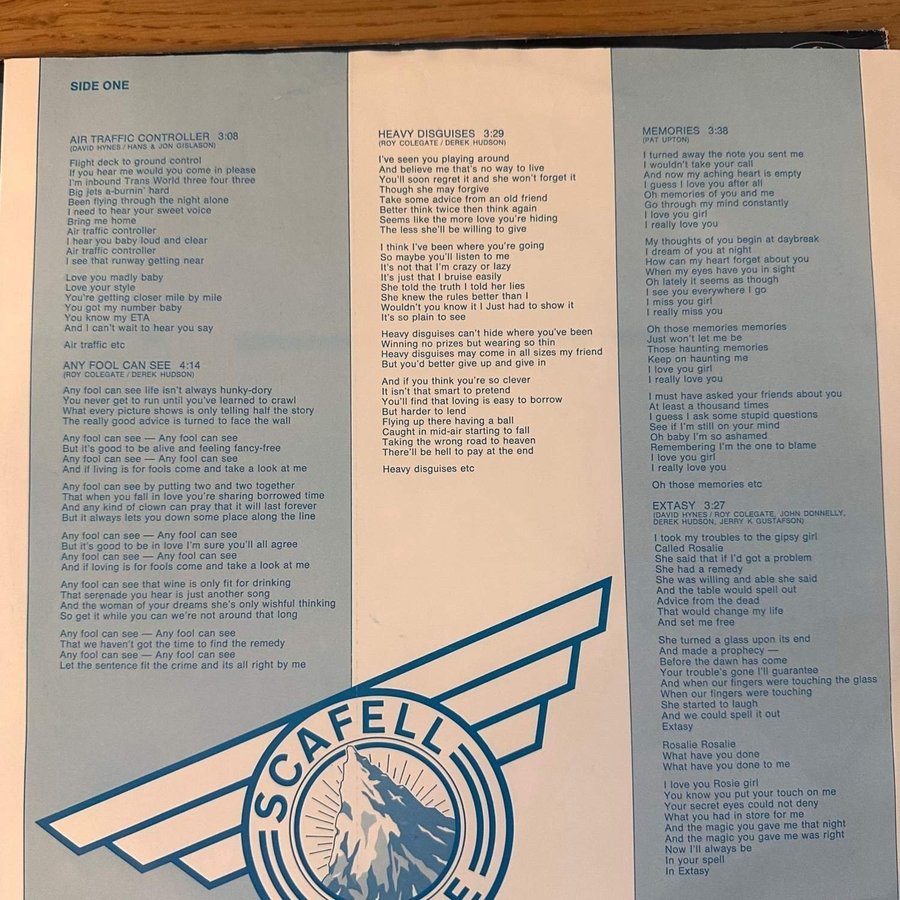 SIDE ONE
AIR TRAFFIC CONTROLLER 3:08
(DAVID HYNES / HANS & JON GISLASON)
Flight deck to ground control
If you hear me would you come in please
I'm inbound Trans World three four three
Big jets a-burnin' hard
Been flying through the night alone
I need to hear your sweet voice
Bring me home
Air traffic controller
I hear you baby loud and clear
Air traffic controller
I see that runway getting near
Love you madly baby
Love your style
You're getting closer mile by mile
You got my number baby
You know my ETA
And I can't wait to hear you say
Air traffic etc
ANY FOOL CAN SEE 4:14
(ROY COLEGATE / DEREK HUDSON)
Any fool can see life isn't always hunky-dory
You never get to run until you've learned to crawl
What every picture shows is only telling half the story
The really good advice is turned to face the wall
Any fool can see — Any fool can see
But it's good to be alive and feeling fancy-free
Any fool can see — Any fool can see
And if living is for fools come and take a look at me
Any fool can see by putting two and two together
That when you fall in love you're sharing borrowed time
And any kind of clown can pray that it will last forever
But it always lets you down some place along the line
Any fool can see — Any fool can see
But it's good to be in love I'm sure you'll all agree
Any fool can see — Any fool can see
And if loving is for fools come and take a look at me
Any fool can see that wine is only fit for drinking
That serenade you hear is just another song
And the woman of your dreams she's only wishful thinking
So get it while you can we're not around that long
Any fool can see — Any fool can see
That we haven't got the time to find the remedy
Any fool can see — Any fool can see
Let the sentence fit the crime and its all right by me
HEAVY DISGUISES 3:29
(ROY COLEGATE / DEREK HUDSON)
I've seen you playing around
And believe me that's no way to live
You'll soon regret it and she won't forget it
Though she may forgive
Take some advice from an old friend
Better think twice then think again
Seems like the more love you're hiding
The less she'll be willing to give
I think I've been where you're going
So maybe you'll listen to me
It's not that I'm crazy or lazy
It's just that I bruise easily
She told the truth I told her lies
She knew the rules better than I
Wouldn't you know it I Just had to show it
It's so plain to see
Heavy disguises can't hide where you've been
Winning no prizes but wearing so thin
Heavy disguises may come in all sizes my friend
But you'd better give up and give in
And if you think you're so clever
It isn't that smart to pretend
You'll find that loving is easy to borrow
But harder to lend
Flying up there having a ball
Caught in mid-air starting to fall
Taking the wrong road to heaven
There'll be hell to pay at the end
Heavy disguises etc
MEMORIES 3:38
(PAT UPTON)
I turned away the note you sent me
I wouldn't take your call
And now my aching heart is empty
I guess I love you after all
Oh memories of you and me
Go through my mind constantly
I love you girl
I really love you
My thoughts of you begin at daybreak
I dream of you at night
How can my heart forget about you
When my eyes have you in sight
Oh lately it seems as though
I see you everywhere I go
I miss you girl
I really miss you
Oh those memories memories
Just won't let me be
Those haunting memories
Keep on haunting me
I love you girl
I really love you
I must have asked your friends about you
At least a thousand times
I guess I ask some stupid questions
See if I'm still on your mind
Oh baby I'm so ashamed
Remembering I'm the one to blame
I love you girl
I really love you
Oh those memories etc
EXTASY 3:27
(DAVID HYNES / ROY COLEGATE, JOHN DONNELLY,
DEREK HUDSON, JERRY K GUSTAFSON)
I took my troubles to the gipsy girl
Called Rosalie
She said that if I'd got a problem
She had a remedy
She was willing and able she said
And the table would spell out
Advice from the dead
That would change my life
And set me free
She turned a glass upon its end
And made a prophecy —
Before the dawn has come
Your trouble's gone I'll guarantee
And when our fingers were touching the glass
When our fingers were touching
She started to laugh
And we could spell it out
Extasy
Rosalie Rosalie
What have you done
What have you done to me
I love you Rosie girl
You know you put your touch on me
Your secret eyes could not deny
What you had in store for me
And the magic you gave me that night
And the magic you gave me was right
Now I'll always be
In your spell
In Extasy
SCAFELL